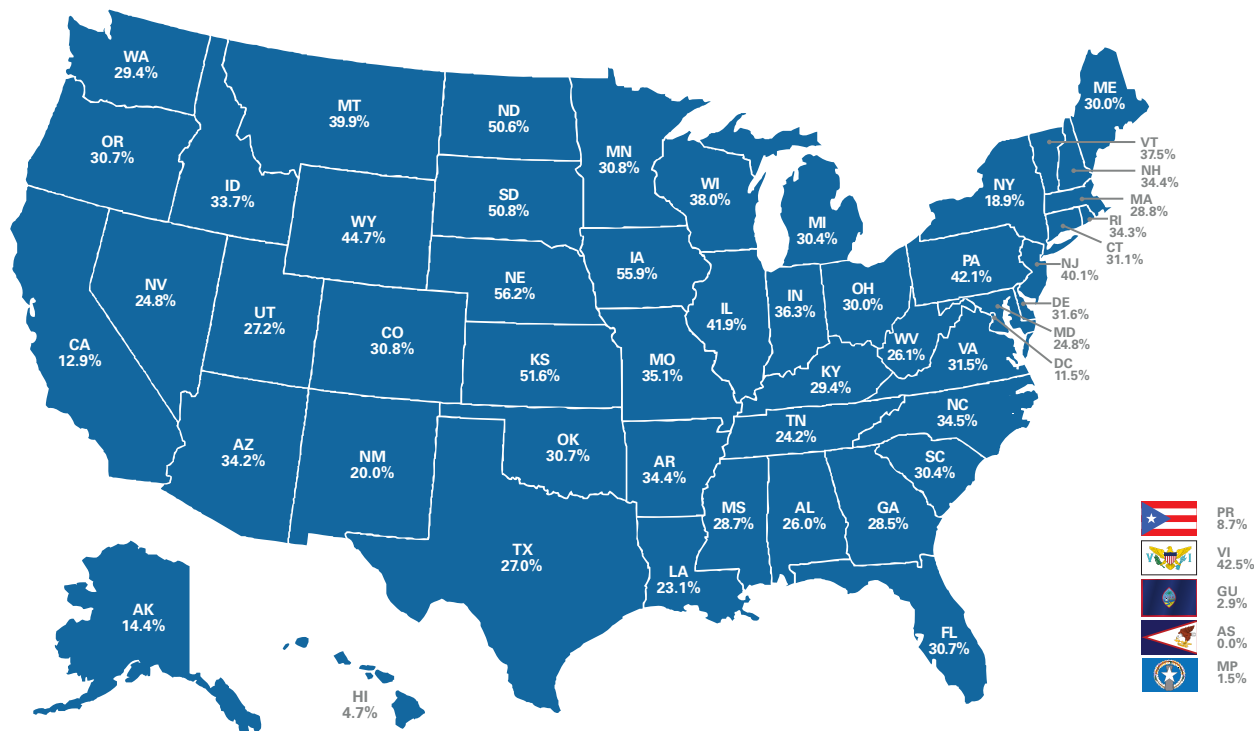 WA
29.4%
OR
30.7%
CA
12.9%
NV
24.8%
ID
33.7%
MT
39.9%
WY
44.7%
UT
27.2%
CO
30.8%
AZ
34.2%
NM
20.0%
ND
50.6%
SD
50.8%
NE
56.2%
KS
51.6%
OK
30.7%
TX
27.0%
MN
30.8%
IA
55.9%
MO
35.1%
AR
34.4%
LA
23.1%
WI
38.0%
IL
41.9%
MI
30.4%
IN
36.3%
OH
30.0%
KY
29.4%
TN
24.2%
MS
28.7%
AL
26.0%
GA
28.5%
FL
30.7%
SC
30.4%
NC
34.5%
VA
31.5%
WV
26.1%
PA
42.1%
NY
18.9%
ME
30.0%
VT
37.5%
NH
34.4%
MA
28.8%
RI
34.3%
CT
31.1%
NJ
40.1%
DE
31.6%
MD
24.8%
DC
11.5%
AK
14.4%
HI
4.7%
PR
8.7%
V I
VI
42.5%
GU
2.9%
AS
0.0%
MP
1.5%